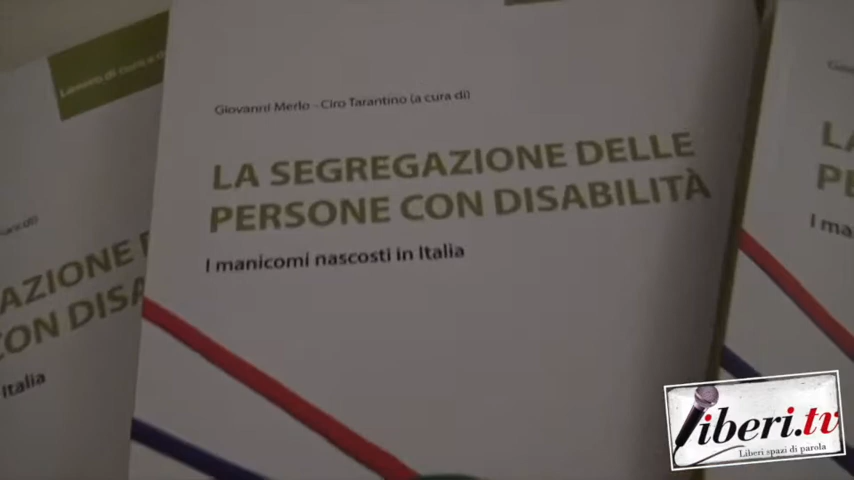 Giovanni Merlo - Ciro Tarantino (a cura di)
LA SEGREGAZIONE DELLE
PERSONE CON DISABILITÀ
I manicomi nascosti in Italia
AZIONE
CON DISA
Italia
LA
PE
I ma
liberi.tv
Liberi spazi di parola